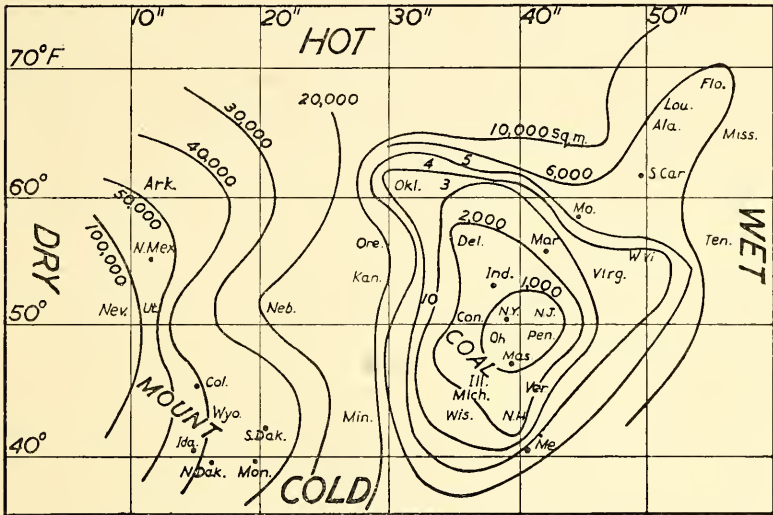 10" 20" 30" 40" 50"
HOT
70°F
Flo.
30,000 20,000
Lou.
10,000 Sq.m.
Ala. Miss.
40,000
5 6,000
4
60° Ark. Okl. 3 S Car
50,000
2,000 Mo.
DRY WET
100,000 N.Mex. Ore. Del. Mar Ten.
Wvi
Kan. Ind. Virg.
1,000
Nev. Ut. Neb. 10 N.Y. N.J.
50° Con.
Oh Pen.
COAL
Mas
Col. Ill. Ver.
MOUNT
Mich.
Wyo. Min. Wis. N.H.
S.Dak.
Ida. Me.
40°
N.Dak. Mon. COLD